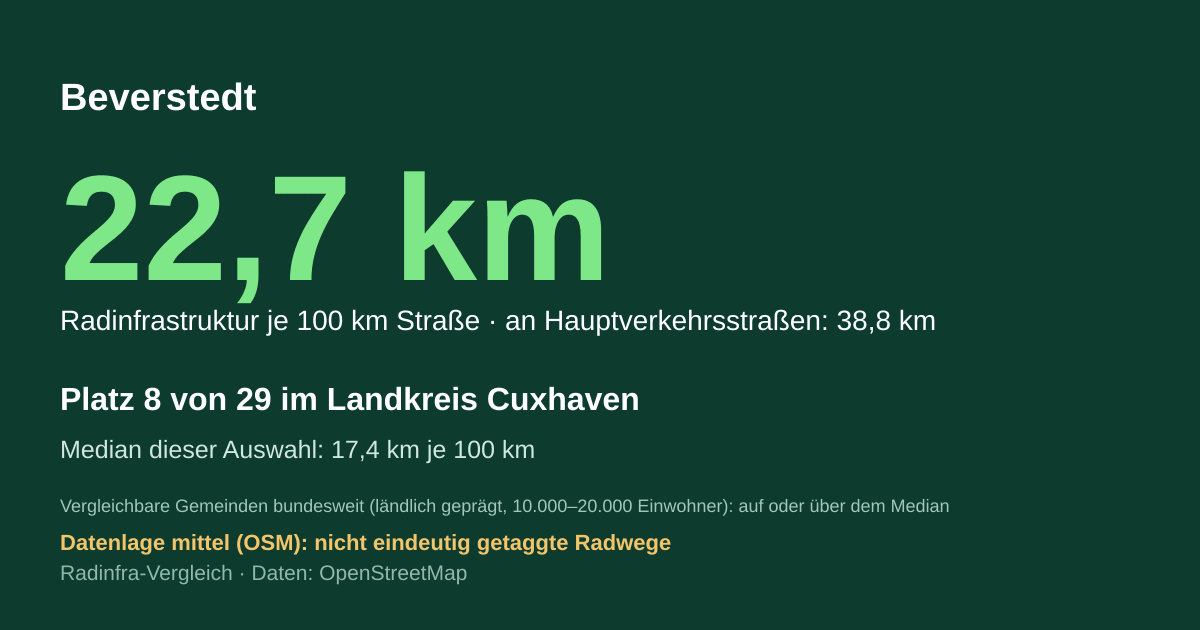 Beverstedt
22,7 km
Radinfrastruktur je 100 km Straße · an Hauptverkehrsstraßen: 38,8 km
Platz 8 von 29 im Landkreis Cuxhaven
Median dieser Auswahl: 17,4 km je 100 km
Vergleichbare Gemeinden bundesweit (ländlich geprägt, 10.000–20.000 Einwohner): auf oder über dem Median
Datenlage mittel (OSM): nicht eindeutig getaggte Radwege
Radinfra-Vergleich · Daten: OpenStreetMap